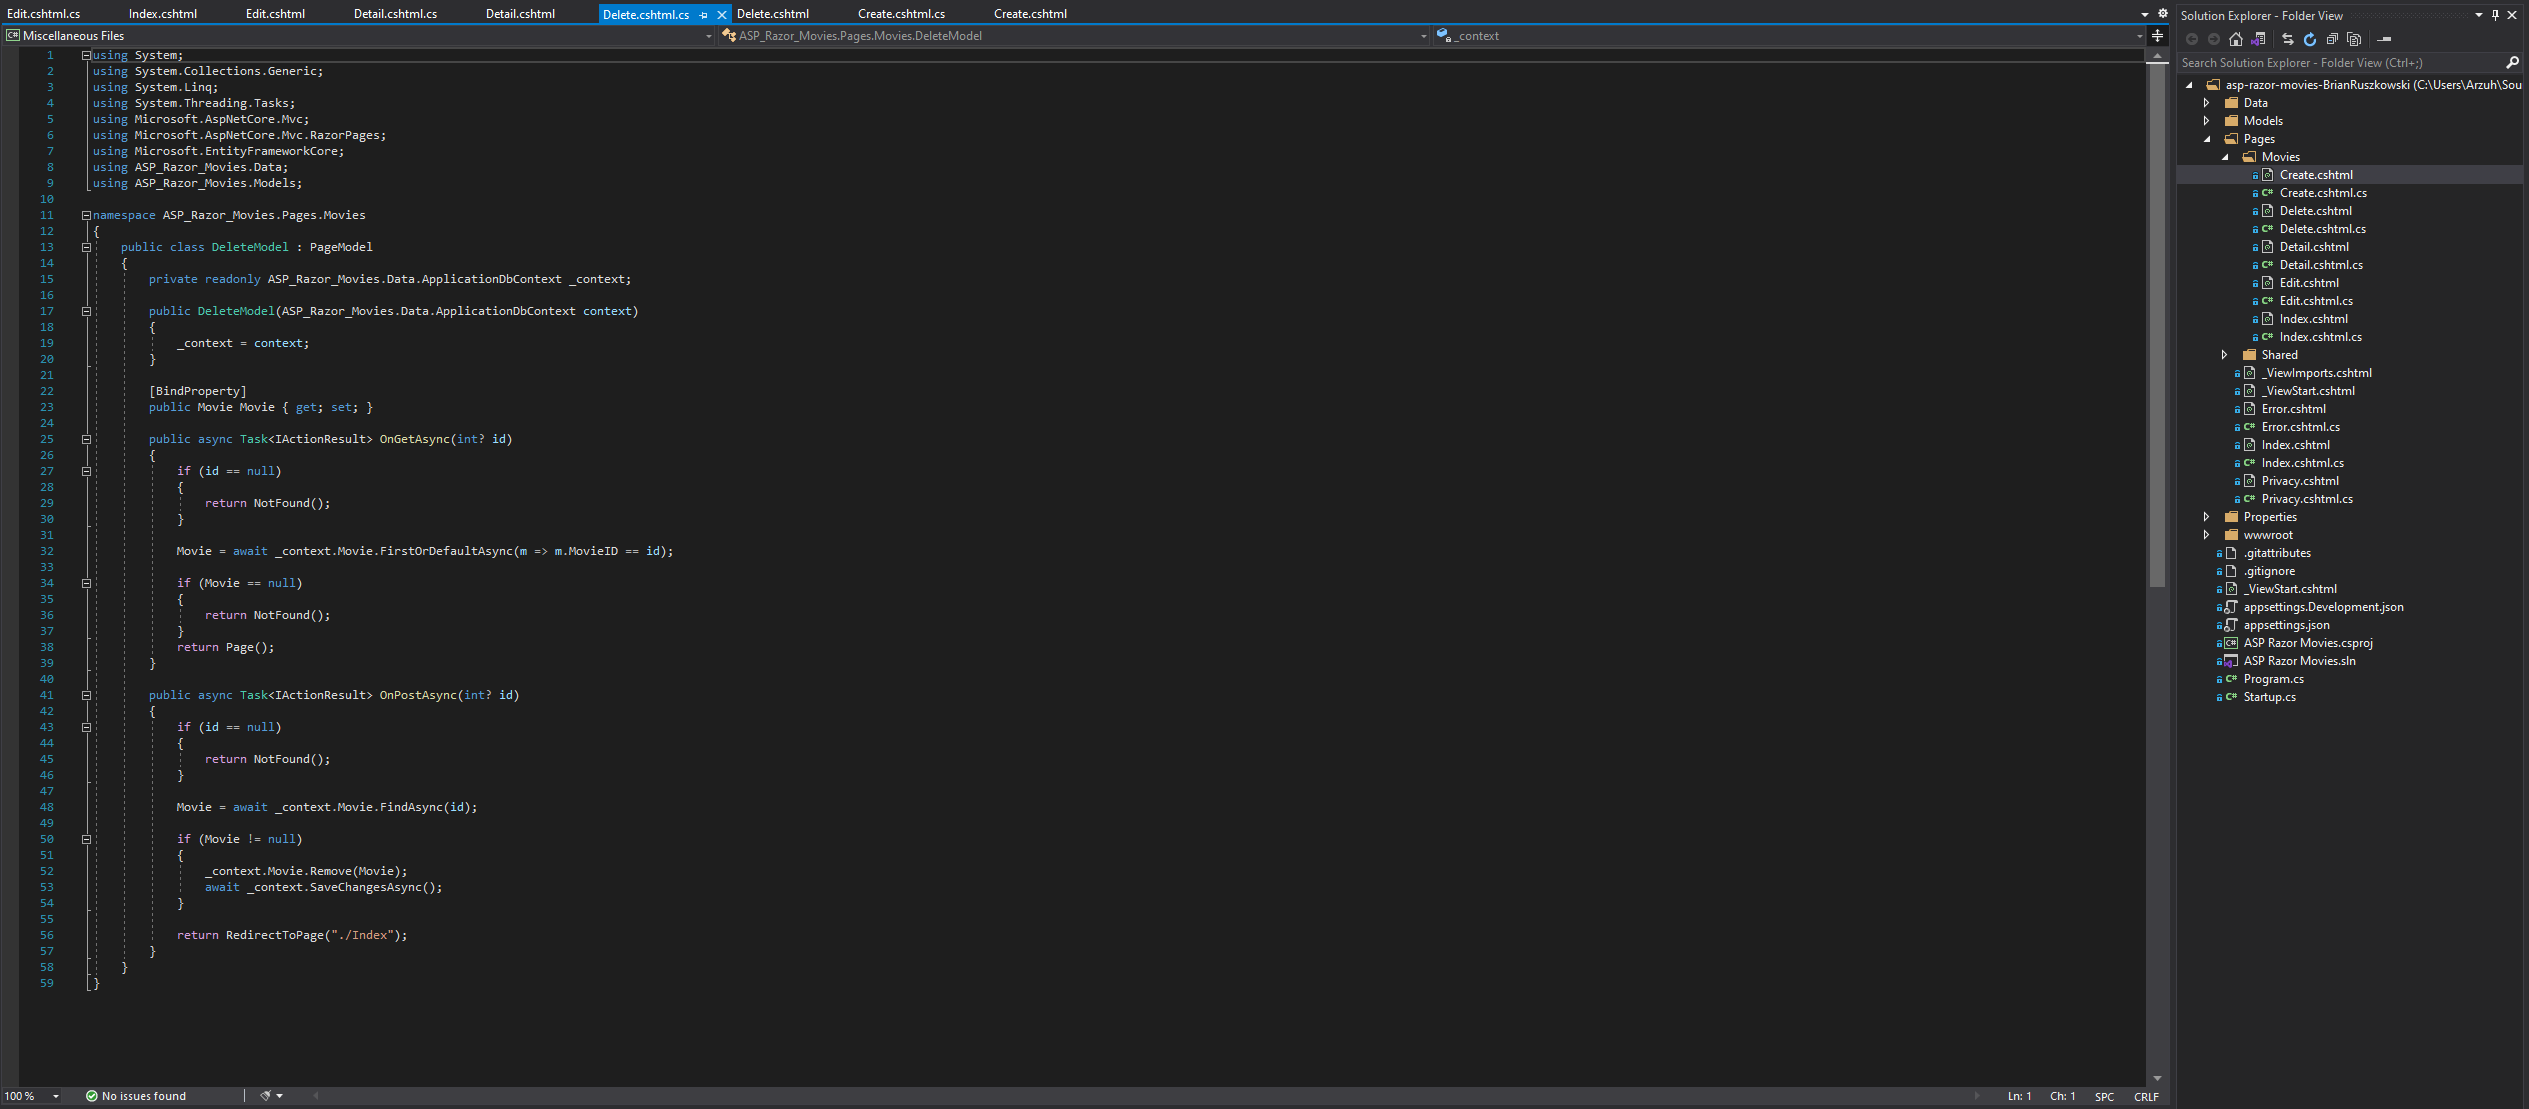 Edit.cshtml.cs Index.cshtml Edit.cshtml Detail.cshtml.cs Detail.cshtml Delete.cshtml.cs Delete.cshtml Create.cshtml.cs Create.cshtml
C# Miscellaneous Files ASP_Razor_Movies.Pages.Movies.DeleteModel _context
1 using System;
2 using System.Collections.Generic;
3 using System.Linq;
4 using System.Threading.Tasks;
5 using Microsoft.AspNetCore.Mvc;
6 using Microsoft.AspNetCore.Mvc.RazorPages;
7 using Microsoft.EntityFrameworkCore;
8 using ASP_Razor_Movies.Data;
9 using ASP_Razor_Movies.Models;
10
11 namespace ASP_Razor_Movies.Pages.Movies
12 {
13 public class DeleteModel : PageModel
14 {
15 private readonly ASP_Razor_Movies.Data.ApplicationDbContext _context;
16
17 public DeleteModel(ASP_Razor_Movies.Data.ApplicationDbContext context)
18 {
19 _context = context;
20 }
21
22 [BindProperty]
23 public Movie Movie { get; set; }
24
25 public async Task<IActionResult> OnGetAsync(int? id)
26 {
27 if (id == null)
28 {
29 return NotFound();
30 }
31
32 Movie = await _context.Movie.FirstOrDefaultAsync(m => m.MovieID == id);
33
34 if (Movie == null)
35 {
36 return NotFound();
37 }
38 return Page();
39 }
40
41 public async Task<IActionResult> OnPostAsync(int? id)
42 {
43 if (id == null)
44 {
45 return NotFound();
46 }
47
48 Movie = await _context.Movie.FindAsync(id);
49
50 if (Movie != null)
51 {
52 _context.Movie.Remove(Movie);
53 await _context.SaveChangesAsync();
54 }
55
56 return RedirectToPage("./Index");
57 }
58 }
59 }
100 % No issues found Ln: 1 Ch: 1 SPC CRLF
Solution Explorer - Folder View
Search Solution Explorer - Folder View (Ctrl+;)
asp-razor-movies-BrianRuszkowski (C:\Users\Arzuh\Sou
Data
Models
Pages
Movies
Create.cshtml
C# Create.cshtml.cs
Delete.cshtml
C# Delete.cshtml.cs
Detail.cshtml
C# Detail.cshtml.cs
Edit.cshtml
C# Edit.cshtml.cs
Index.cshtml
C# Index.cshtml.cs
Shared
_ViewImports.cshtml
_ViewStart.cshtml
Error.cshtml
C# Error.cshtml.cs
Index.cshtml
C# Index.cshtml.cs
Privacy.cshtml
C# Privacy.cshtml.cs
Properties
wwwroot
.gitattributes
.gitignore
_ViewStart.cshtml
appsettings.Development.json
appsettings.json
C# ASP Razor Movies.csproj
ASP Razor Movies.sln
C# Program.cs
C# Startup.cs